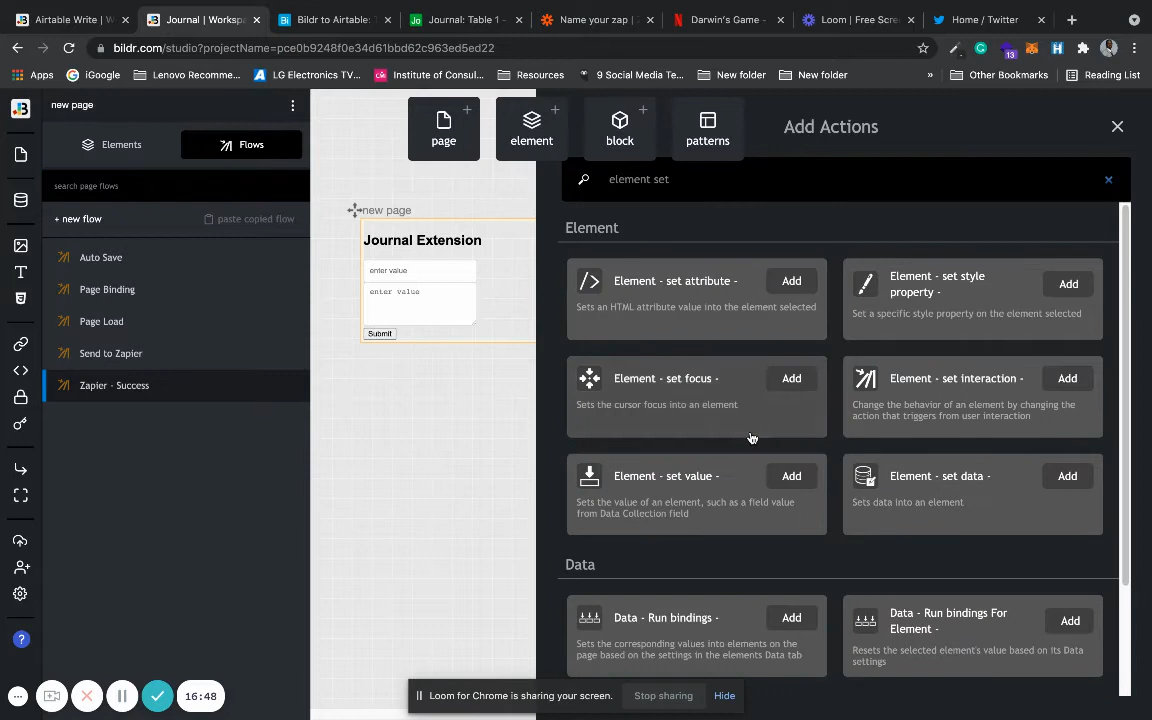 Airtable Write | W
Journal | Workspa
Bildr to Airtable: T
Journal: Table 1 -
Name your zap | Z
Darwin's Game -
Loom | Free Scree
Home / Twitter
bildr.com/studio?projectName=pce0b9248f0e34d61bbd62c963ed5ed22
13
Apps
iGoogle
Lenovo Recomme...
LG Electronics TV...
Institute of Consul...
Resources
9 Social Media Te...
New folder
New folder
»
Other Bookmarks
Reading List
new page
page
element
block
patterns
Add Actions
Elements
Flows
element set
search page flows
+ new flow
paste copied flow
new page
Element
Journal Extension
Auto Save
enter value
Element - set attribute -
Add
Sets an HTML attribute value into the element selected
Element - set style property -
Add
Set a specific style property on the element selected
Page Binding
enter value
Page Load
Submit
Send to Zapier
Zapier - Success
Element - set focus -
Add
Sets the cursor focus into an element
Element - set interaction -
Add
Change the behavior of an element by changing the
action that triggers from user interaction
Element - set value -
Add
Sets the value of an element, such as a field value
from Data Collection field
Element - set data -
Add
Sets data into an element
Data
Data - Run bindings -
Add
Sets the corresponding values into elements on the
page based on the settings in the elements Data tab
Data - Run bindings For
Element -
Add
Resets the selected element's value based on its Data
settings
?
16:48
Loom for Chrome is sharing your screen.
Stop sharing
Hide